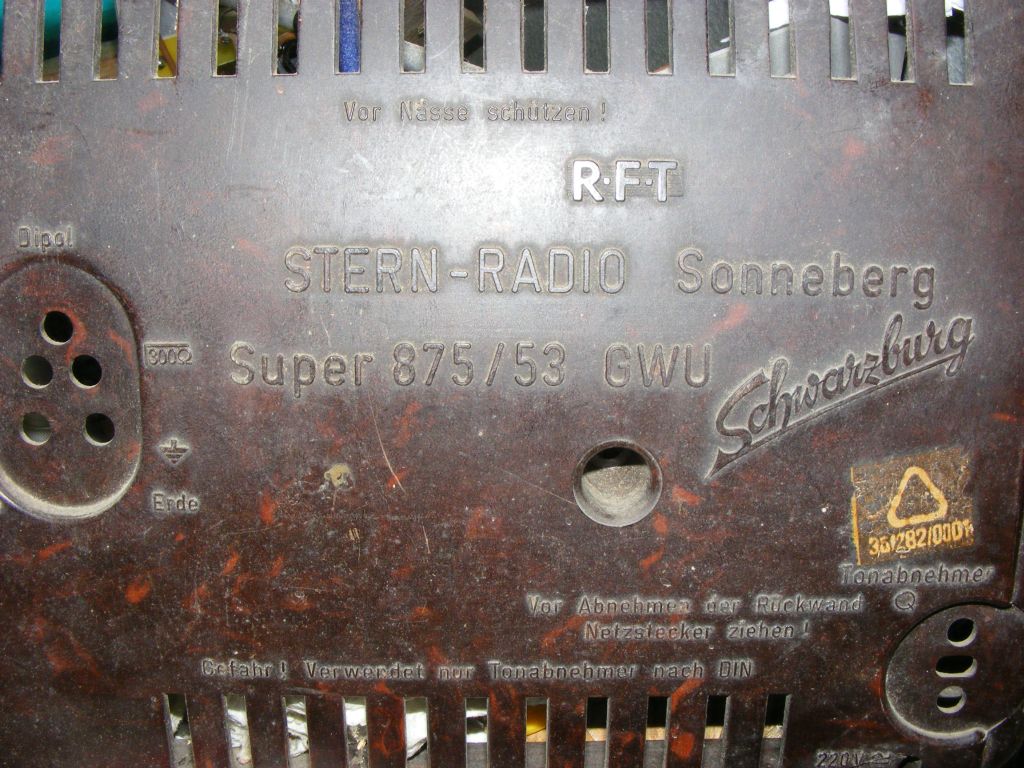 Vor Nässe schützen!
R·F·T
Dipol
STERN-RADIO Sonneberg
300Ω
Super 875/53 GWU
Schwarzburg
Erde
Tonabnehmer
Vor Abnehmen der Rückwand
Netzstecker ziehen!
Gefahr! Verwendet nur Tonabnehmer nach DIN
220V